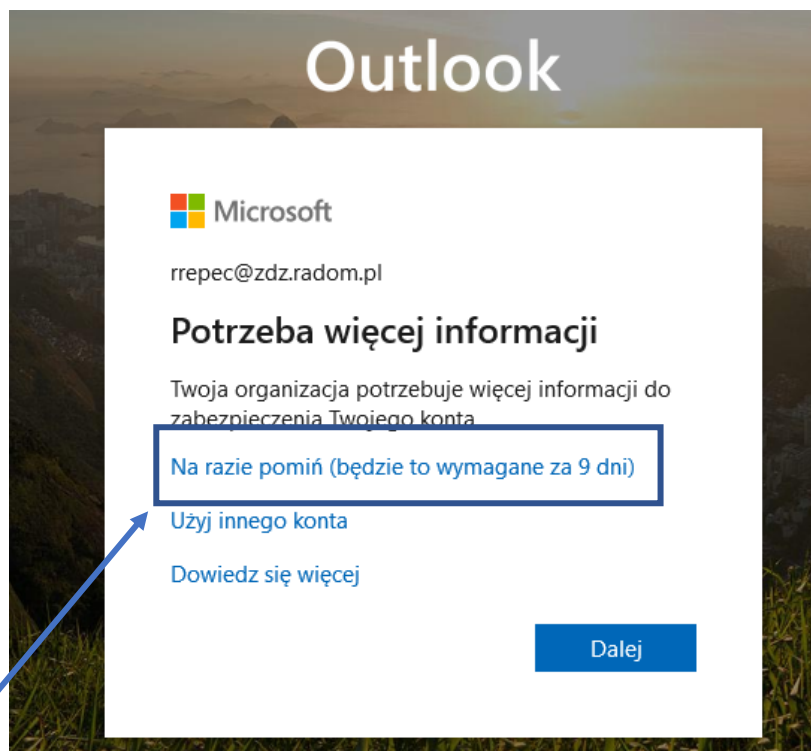 Outlook
Microsoft
rrepec@zdz.radom.pl
Potrzeba więcej informacji
Twoja organizacja potrzebuje więcej informacji do
zabezpieczenia Twojego konta
Na razie pomiń (będzie to wymagane za 9 dni)
Użyj innego konta
Dowiedz się więcej
Dalej